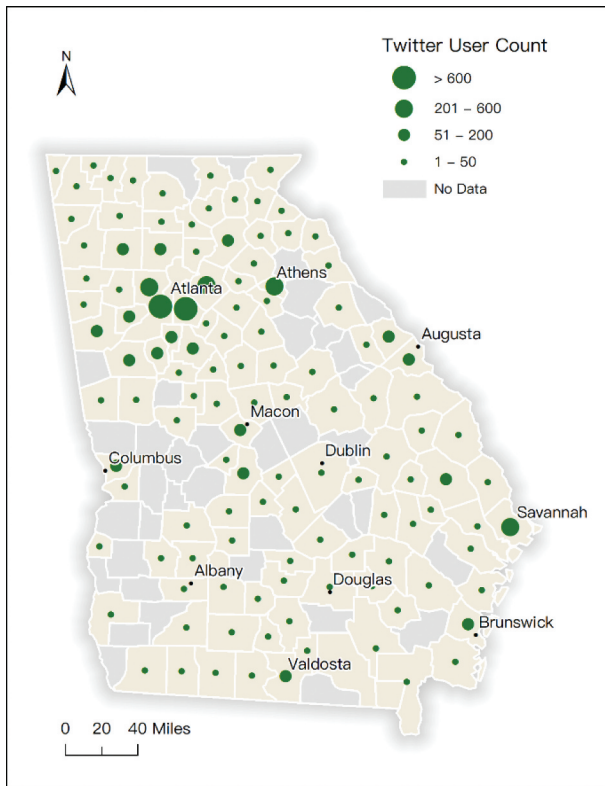 Twitter User Count
N
> 600
201 – 600
51 – 200
1 – 50
No Data
Athens
Atlanta
Augusta
Macon
Dublin
Columbus
Savannah
Albany
Douglas
Brunswick
Valdosta
0 20 40 Miles